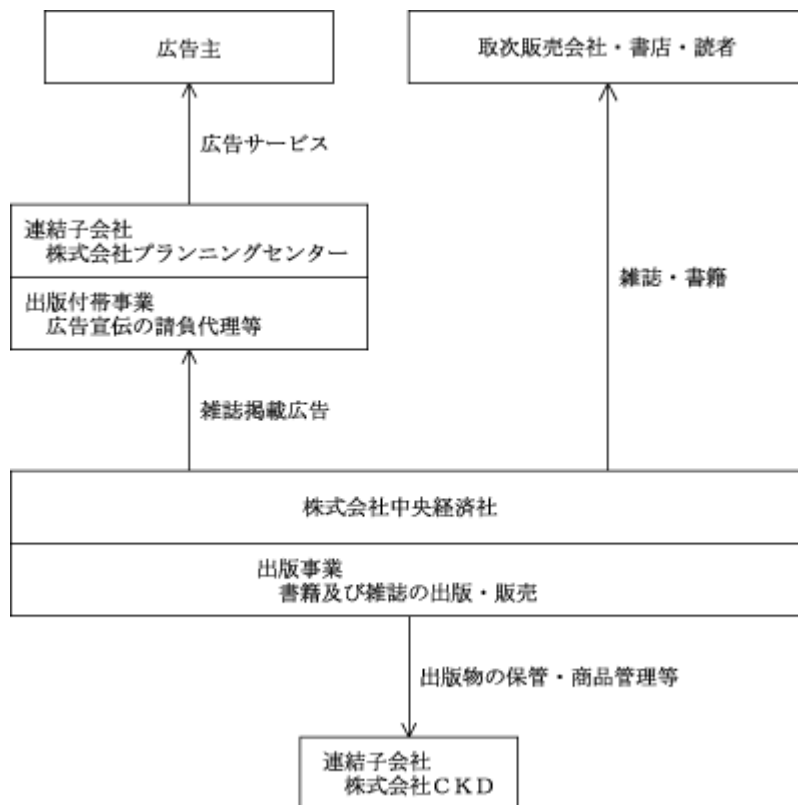 広告主
取次販売会社・書店・読者
広告サービス
連結子会社
株式会社プランニングセンター
出版付帯事業
広告宣伝の請負代理等
雑誌・書籍
雑誌掲載広告
株式会社中央経済社
出版事業
書籍及び雑誌の出版・販売
出版物の保管・商品管理等
連結子会社
株式会社CKD